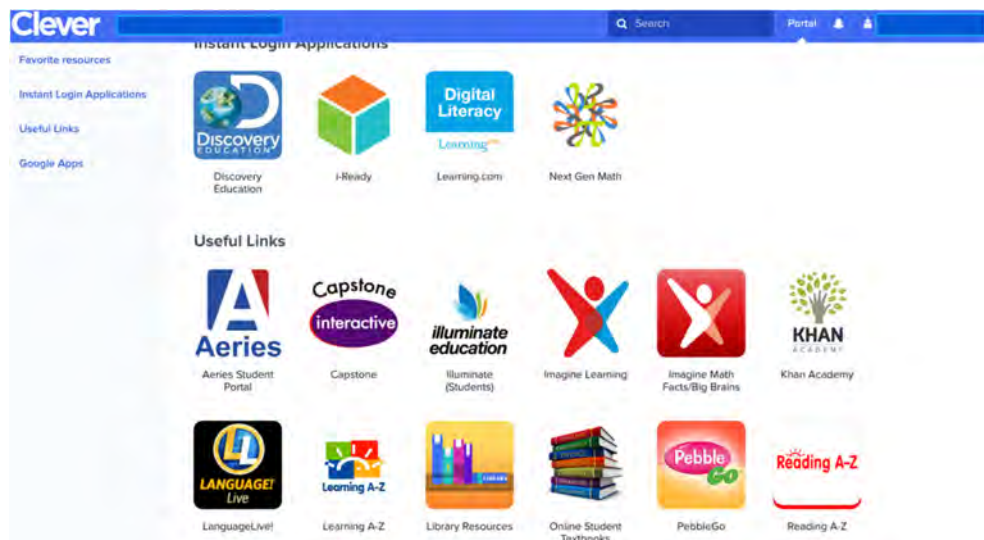 Clever
Search
Portal
Favorite resources
Instant Login Applications
Useful Links
Google Apps
Instant Login Applications
DISCOVERY
EDUCATION
Digital
Literacy
Learning
Discovery
Education
i-Ready
Learning.com
Next Gen Math
Useful Links
A
Aeries
Capstone
interactive
illuminate
education
KHAN
ACADEMY
Aeries Student
Portal
Capstone
Illuminate
(Students)
Imagine Learning
Imagine Math
Facts/Big Brains
Khan Academy
LANGUAGE!
Live
Learning A-Z
Pebble
Go
Reading A-Z
LanguageLive!
Learning A-Z
Library Resources
Online Student
Textbooks
PebbleGo
Reading A-Z